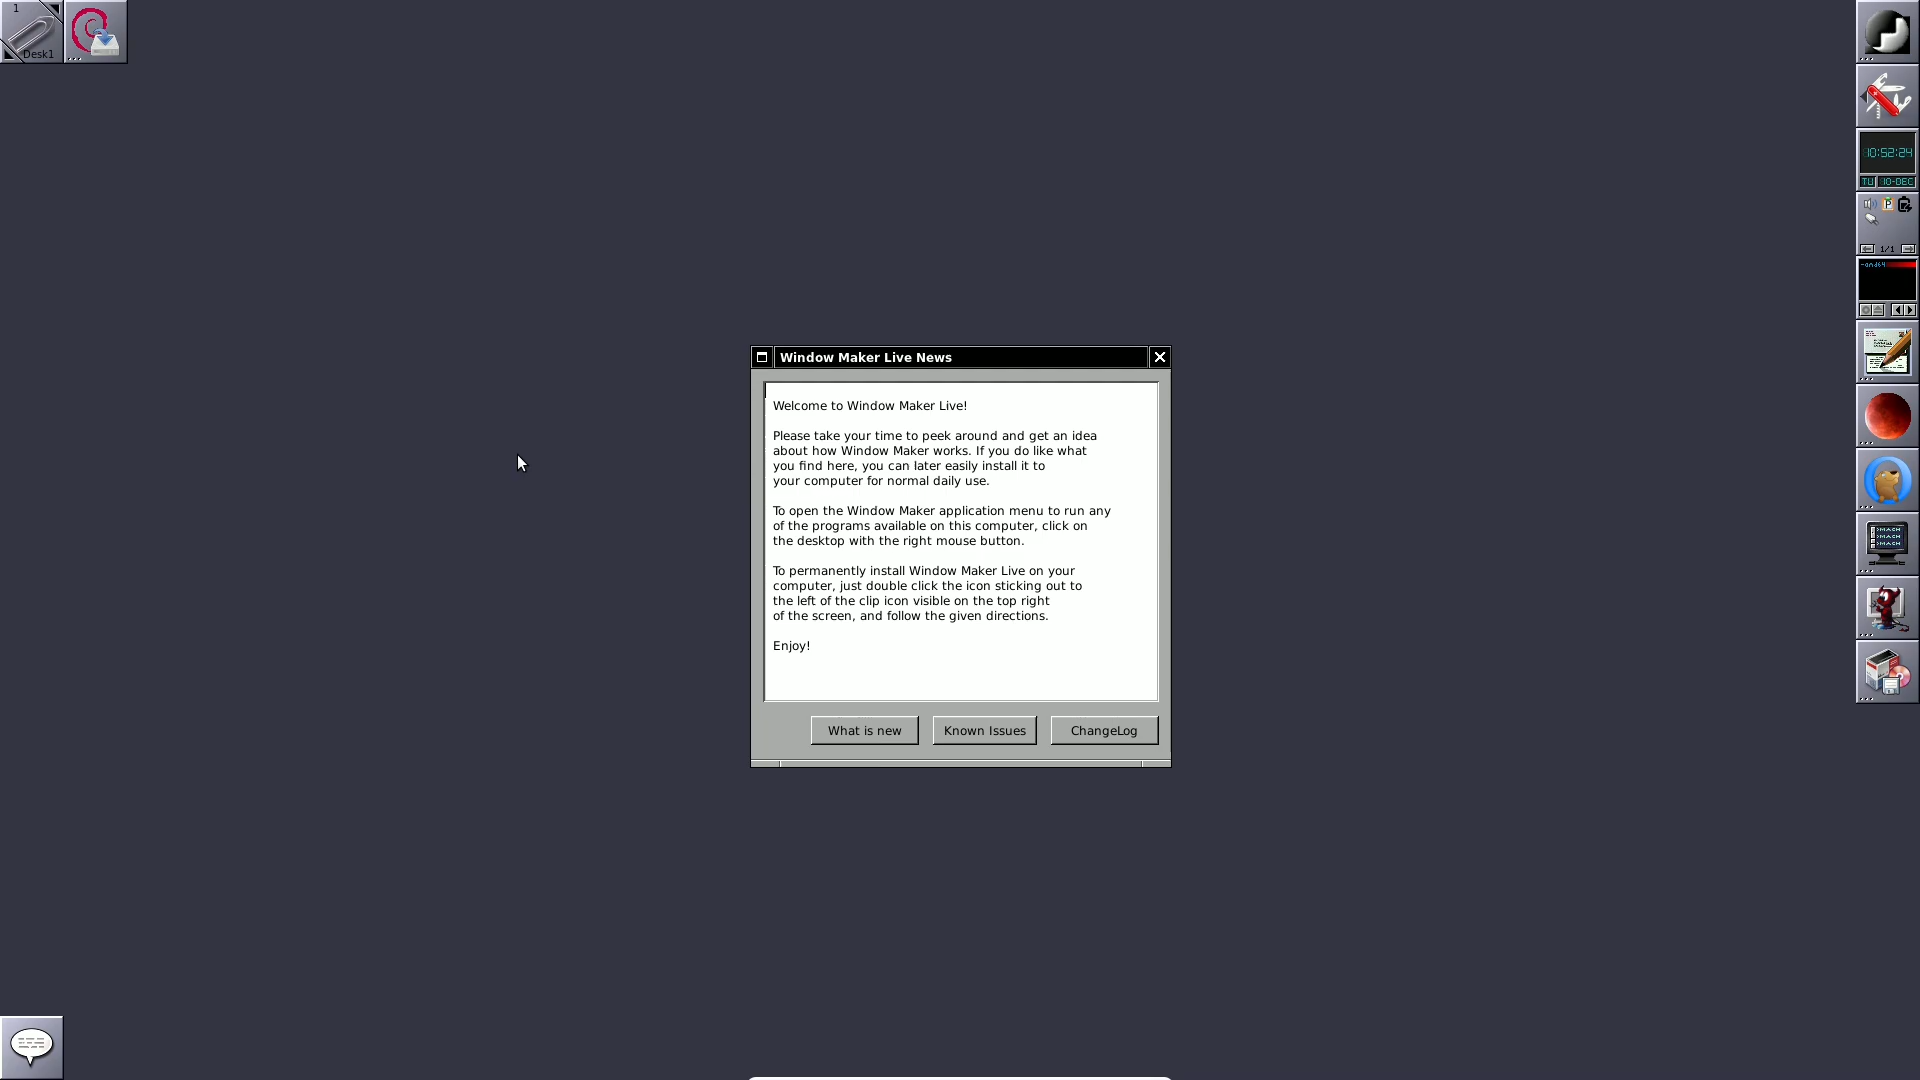 1
Desk1
10:52:24
TU 10-DEC
P
1/1
Window Maker Live News
Welcome to Window Maker Live!
Please take your time to peek around and get an idea
about how Window Maker works. If you do like what
you find here, you can later easily install it to
your computer for normal daily use.
To open the Window Maker application menu to run any
of the programs available on this computer, click on
the desktop with the right mouse button.
To permanently install Window Maker Live on your
computer, just double click the icon sticking out to
the left of the clip icon visible on the top right
of the screen, and follow the given directions.
Enjoy!
What is new
Known Issues
ChangeLog